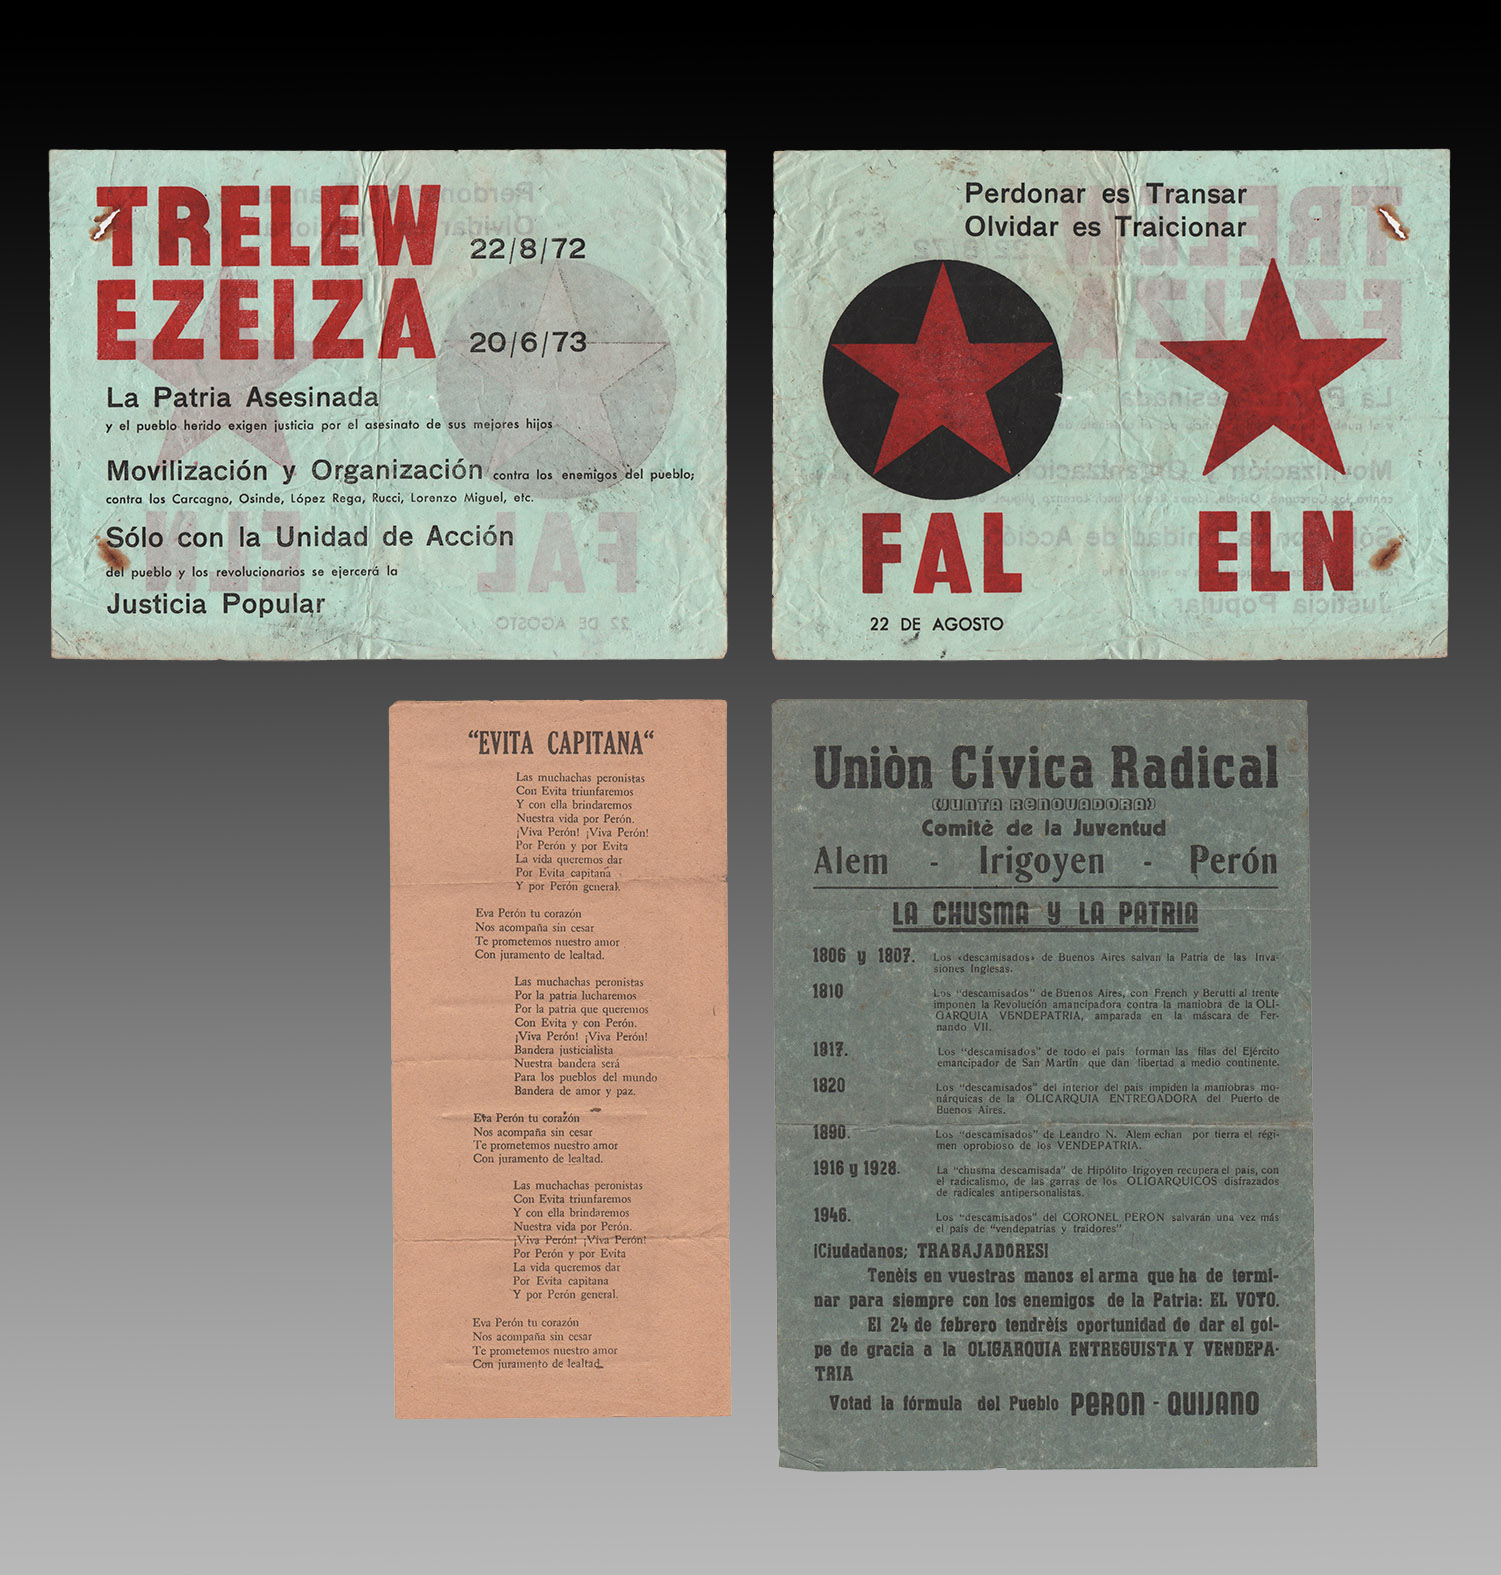 TRELEW
22/8/72
EZEIZA
20/6/73
La Patria Asesinada
y el pueblo herido exigen justicia por el asesinato de sus mejores hijos
Movilización y Organización contra los enemigos del pueblo;
contra los Carcagno, Osinde, López Rega, Rucci, Lorenzo Miguel, etc.
Sólo con la Unidad de Acción
del pueblo y los revolucionarios se ejercerá la
Justicia Popular
Perdonar es Transar
Olvidar es Traicionar
FAL
ELN
22 DE AGOSTO
“EVITA CAPITANA“
Las muchachas peronistas
Con Evita triunfaremos
Y con ella brindaremos
Nuestra vida por Perón.
¡Viva Perón! ¡Viva Perón!
Por Perón y por Evita
La vida queremos dar
Por Evita capitana
Y por Perón general.
Eva Perón tu corazón
Nos acompaña sin cesar
Te prometemos nuestro amor
Con juramento de lealtad.
Las muchachas peronistas
Por la patria lucharemos
Por la patria que queremos
Con Evita y con Perón.
¡Viva Perón! ¡Viva Perón!
Bandera justicialista
Nuestra bandera será
Para los pueblos del mundo
Bandera de amor y paz.
Eva Perón tu corazón
Nos acompaña sin cesar
Te prometemos nuestro amor
Con juramento de lealtad.
Las muchachas peronistas
Con Evita triunfaremos
Y con ella brindaremos
Nuestra vida por Perón.
¡Viva Perón! ¡Viva Perón!
Por Perón y por Evita
La vida queremos dar
Por Evita capitana
Y por Perón general.
Eva Perón tu corazón
Nos acompaña sin cesar
Te prometemos nuestro amor
Con juramento de lealtad.
Uniòn Cívica Radical
(JUNTA RENOVADORA)
Comitè de la Juventud
Alem - Irigoyen - Perón
LA CHUSMA Y LA PATRIA
1806 y 1807. Los «descamisados» de Buenos Aires salvan la Patria de las Inva-
siones Inglesas.
1810 Los “descamisados” de Buenos Aires, con French y Berutti al frente
imponen la Revolución amancipadora contra la maniobra de la OLI-
GARQUIA VENDEPATRIA, amparada en la máscara de Fer-
nando VII.
1817. Los “descamisados” de todo el país forman las filas del Ejército
emancipador de San Martín que dan libertad a medio continente.
1820 Los “descamisados” del interior del país impiden la maniobras mo-
nárquicas de la OLICARQUIA ENTREGADORA del Puerto de
Buenos Aires.
1890. Los “descamisados” de Leandro N. Alem echan por tierra el régi-
men oprobioso de los VENDEPATRIA.
1916 y 1928. La “chusma descamisada” de Hipólito Irigoyen recupera el país, con
el radicalismo, de las garras de los OLIGARQUICOS disfrazados
de radicales antipersonalistas.
1946. Los “descamisados” del CORONEL PERON salvarán una vez más
el país de “vendepatrias y traidores”
¡Ciudadanos; TRABAJADORES!
Tenèis en vuestras manos el arma que ha de termi-
nar para siempre con los enemigos de la Patria: EL VOTO.
El 24 de febrero tendrèis oportunidad de dar el gol-
pe de gracia a la OLIGARQUIA ENTREGUISTA Y VENDEPA-
TRIA
Votad la fórmula del Pueblo PERON - QUIJANO